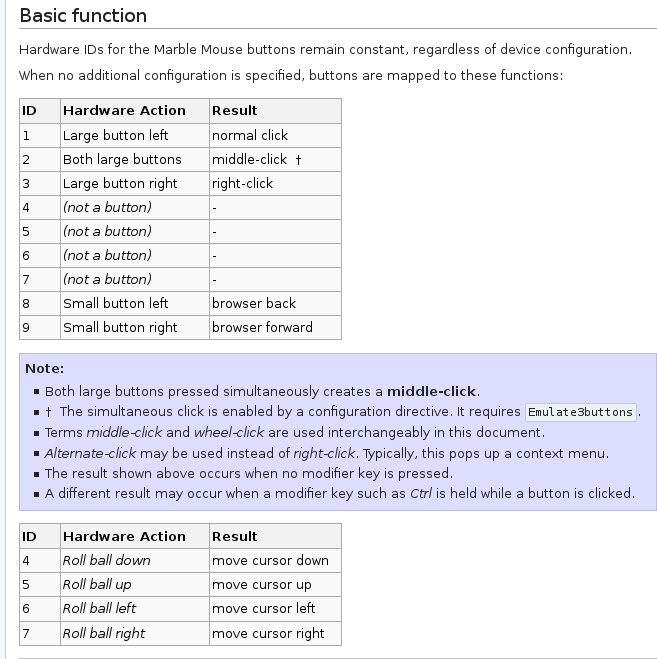 Basic function
Hardware IDs for the Marble Mouse buttons remain constant, regardless of device configuration.
When no additional configuration is specified, buttons are mapped to these functions:
ID Hardware Action Result
1 Large button left normal click
2 Both large buttons middle-click †
3 Large button right right-click
4 (not a button) -
5 (not a button) -
6 (not a button) -
7 (not a button) -
8 Small button left browser back
9 Small button right browser forward
Note:
▪ Both large buttons pressed simultaneously creates a middle-click.
▪ † The simultaneous click is enabled by a configuration directive. It requires Emulate3buttons.
▪ Terms middle-click and wheel-click are used interchangeably in this document.
▪ Alternate-click may be used instead of right-click. Typically, this pops up a context menu.
▪ The result shown above occurs when no modifier key is pressed.
▪ A different result may occur when a modifier key such as Ctrl is held while a button is clicked.
ID Hardware Action Result
4 Roll ball down move cursor down
5 Roll ball up move cursor up
6 Roll ball left move cursor left
7 Roll ball right move cursor right